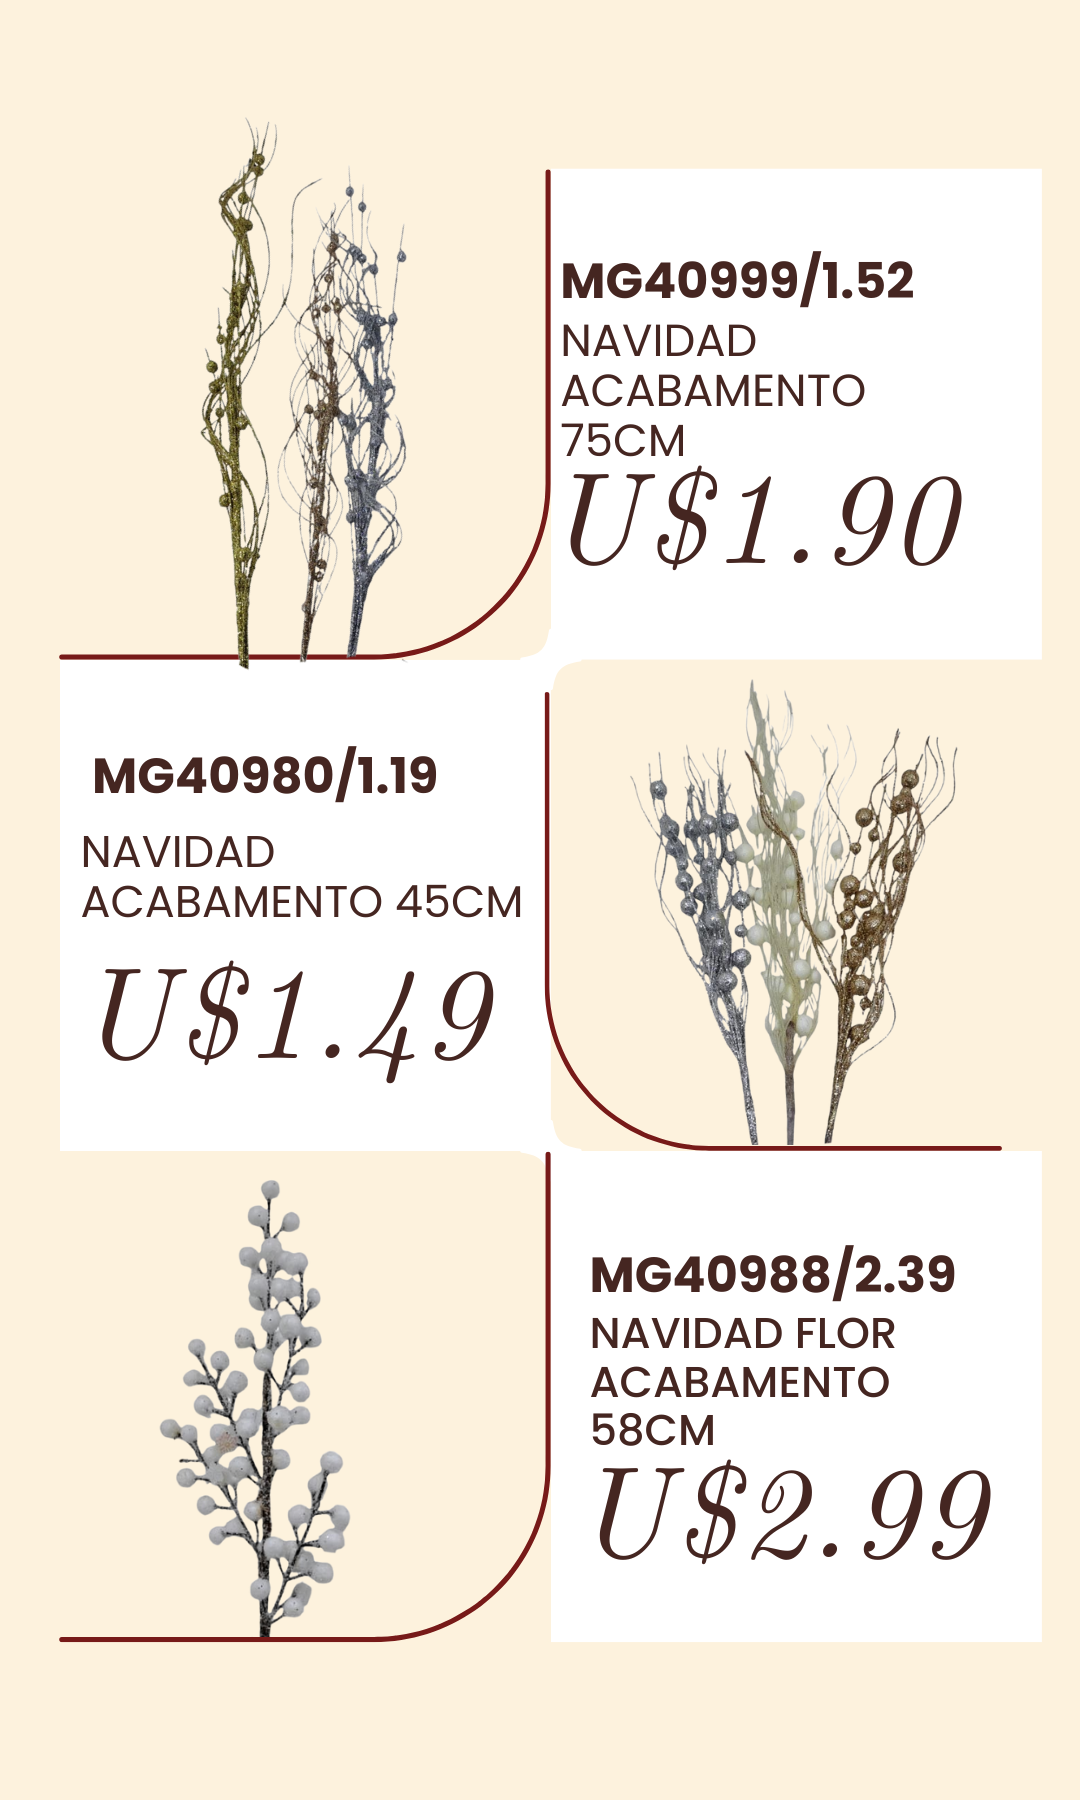 MG40999/1.52
NAVIDAD
ACABAMENTO
75CM
U$1.90
MG40980/1.19
NAVIDAD
ACABAMENTO 45CM
U$1.49
MG40988/2.39
NAVIDAD FLOR
ACABAMENTO
58CM
U$2.99